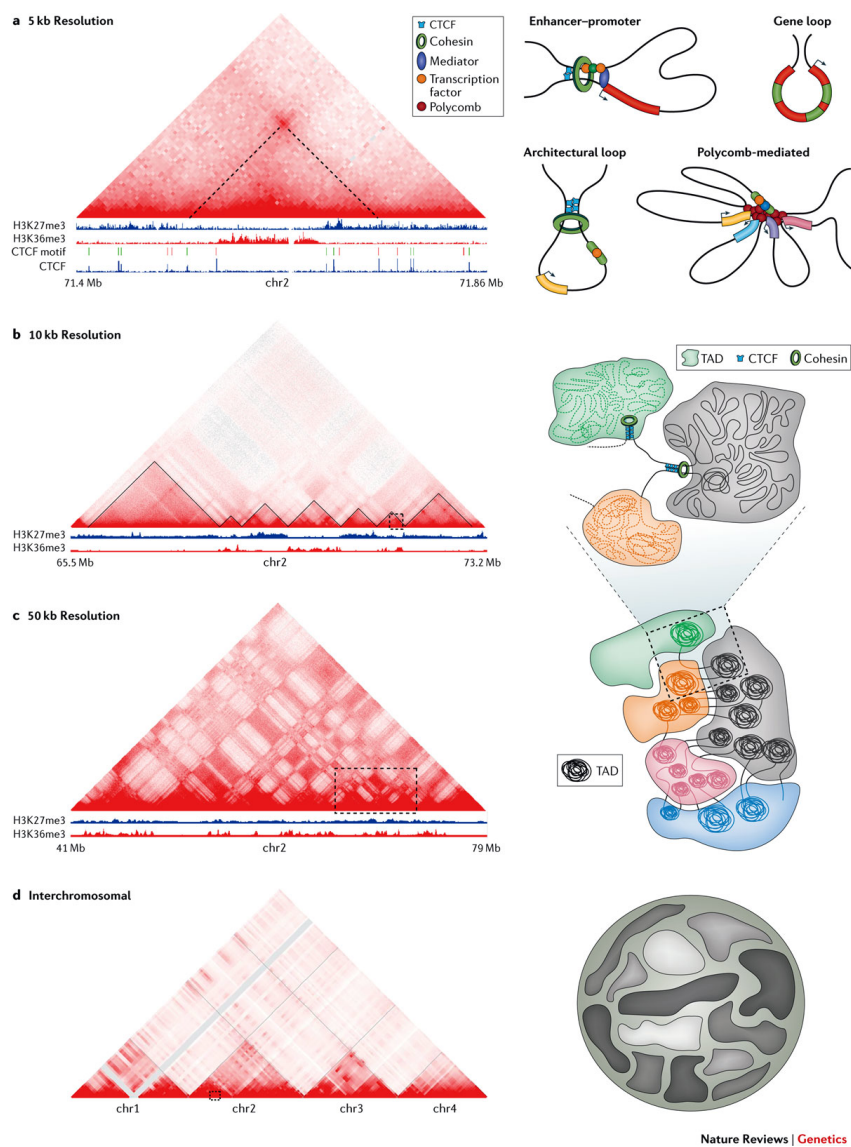 a 5 kb Resolution
CTCF
Cohesin
Mediator
Transcription
factor
Polycomb
Enhancer–promoter
Gene loop
Architectural loop
Polycomb-mediated
H3K27me3
H3K36me3
CTCF motif
CTCF
71.4 Mb chr2 71.86 Mb
b 10 kb Resolution
TAD CTCF Cohesin
H3K27me3
H3K36me3
65.5 Mb chr2 73.2 Mb
c 50 kb Resolution
TAD
H3K27me3
H3K36me3
41 Mb chr2 79 Mb
d Interchromosomal
chr1 chr2 chr3 chr4
Nature Reviews | Genetics